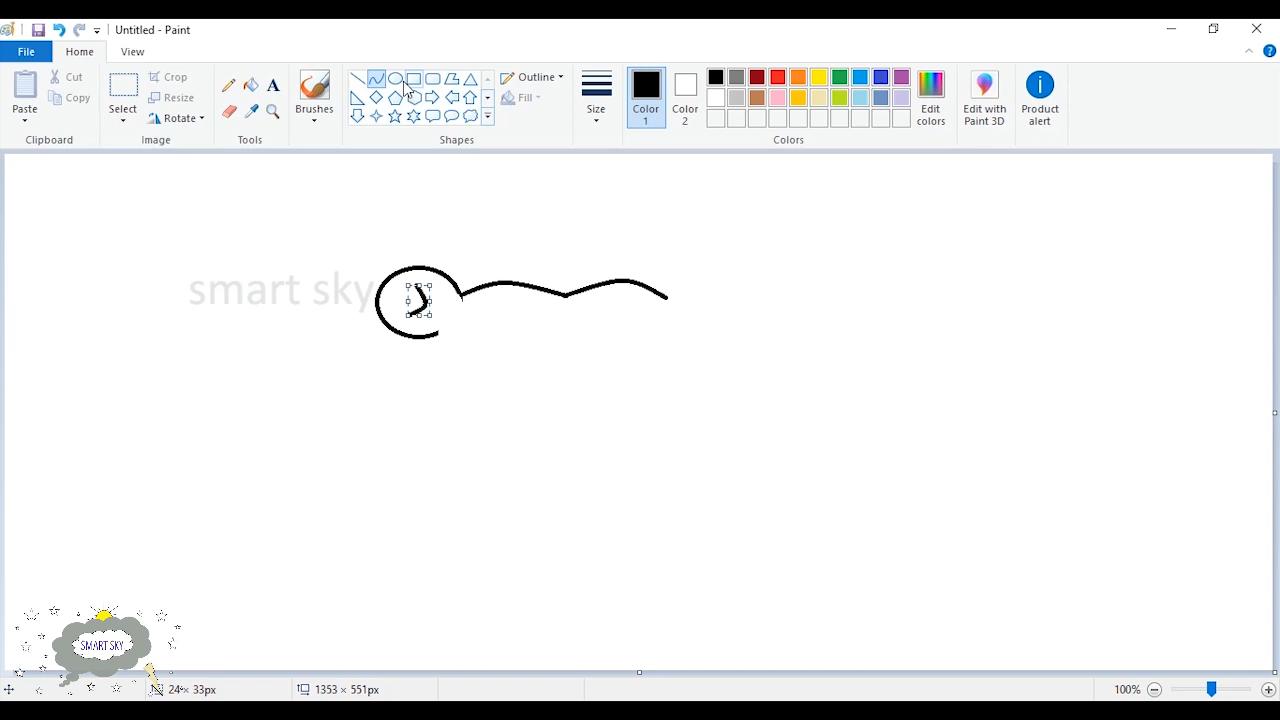 Untitled - Paint
File
Home
View
Paste
Cut
Copy
Clipboard
Select
Crop
Resize
Rotate
Image
Tools
Brushes
Shapes
Outline
Fill
Size
Color 1
Color 2
Edit colors
Colors
Edit with Paint 3D
Product alert
smart sky
SMART SKY
24 × 33px
1353 × 551px
100%